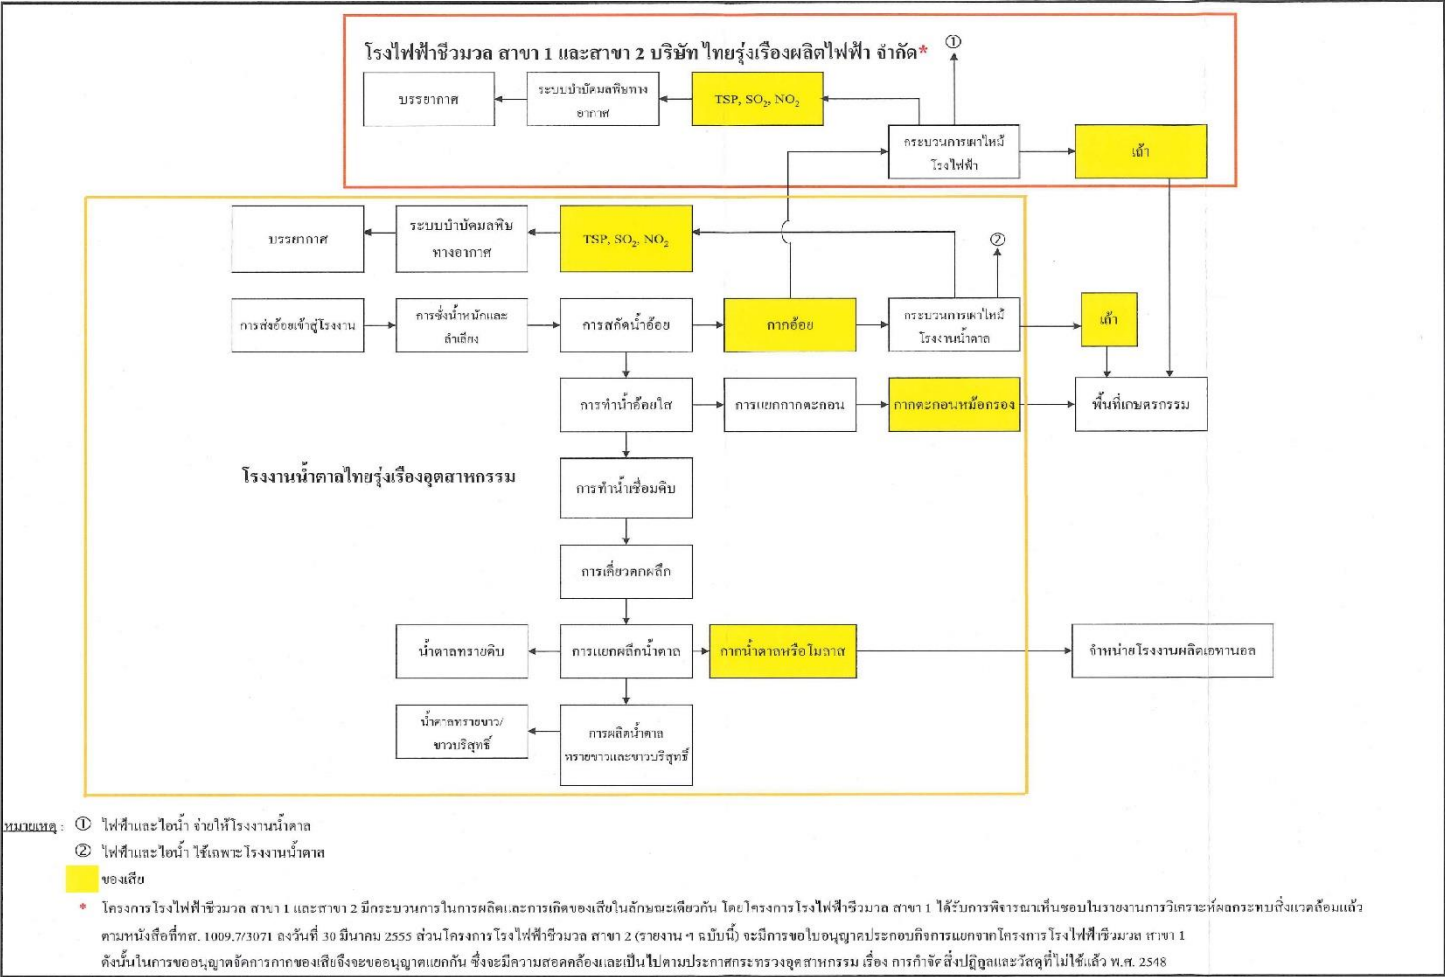 โรงไฟฟ้าชีวมวล สาขา 1 และสาขา 2 บริษัท ไทยรุ่งเรืองผลิตไฟฟ้า จำกัด*
①
บรรยากาศ
ระบบบำบัดมลพิษทาง
อากาศ
TSP, SO2, NO2
กระบวนการเผาไหม้
โรงไฟฟ้า
เถ้า
บรรยากาศ
ระบบบำบัดมลพิษ
ทางอากาศ
TSP, SO2, NO2
②
การส่งอ้อยเข้าสู่โรงงาน
การชั่งน้ำหนักและ
ลำเลียง
การสกัดน้ำอ้อย
กากอ้อย
กระบวนการเผาไหม้
โรงงานน้ำตาล
เถ้า
การทำน้ำอ้อยใส
การแยกกากตะกอน
กากตะกอนหม้อกรอง
พื้นที่เกษตรกรรม
โรงงานน้ำตาลไทยรุ่งเรืองอุตสาหกรรม
การทำน้ำเชื่อมดิบ
การเคี่ยวตกผลึก
น้ำตาลทรายดิบ
การแยกผลึกน้ำตาล
กากน้ำตาลหรือโมลาส
จำหน่ายโรงงานผลิตเอทานอล
น้ำตาลทรายขาว/
ขาวบริสุทธิ์
การผลิตน้ำตาล
ทรายขาวและขาวบริสุทธิ์
หมายเหตุ : ① ไฟฟ้าและไอน้ำ จ่ายให้โรงงานน้ำตาล
② ไฟฟ้าและไอน้ำ ใช้เฉพาะโรงงานน้ำตาล
ของเสีย
* โครงการโรงไฟฟ้าชีวมวล สาขา 1 และสาขา 2 มีกระบวนการในการผลิตและการเกิดของเสียในลักษณะเดียวกัน โดยโครงการโรงไฟฟ้าชีวมวล สาขา 1 ได้รับการพิจารณาเห็นชอบในรายงานการวิเคราะห์ผลกระทบสิ่งแวดล้อมแล้ว
ตามหนังสือที่ทส. 1009.7/3071 ลงวันที่ 30 มีนาคม 2555 ส่วนโครงการโรงไฟฟ้าชีวมวล สาขา 2 (รายงาน ฯ ฉบับนี้) จะมีการขอใบอนุญาตประกอบกิจการแยกจากโครงการโรงไฟฟ้าชีวมวล สาขา 1
ดังนั้นในการขออนุญาตจัดการกากของเสียจึงจะขออนุญาตแยกกัน ซึ่งจะมีความสอดคล้องและเป็นไปตามประกาศกระทรวงอุตสาหกรรม เรื่อง การกำจัดสิ่งปฏิกูลและวัสดุที่ไม่ใช้แล้ว พ.ศ. 2548